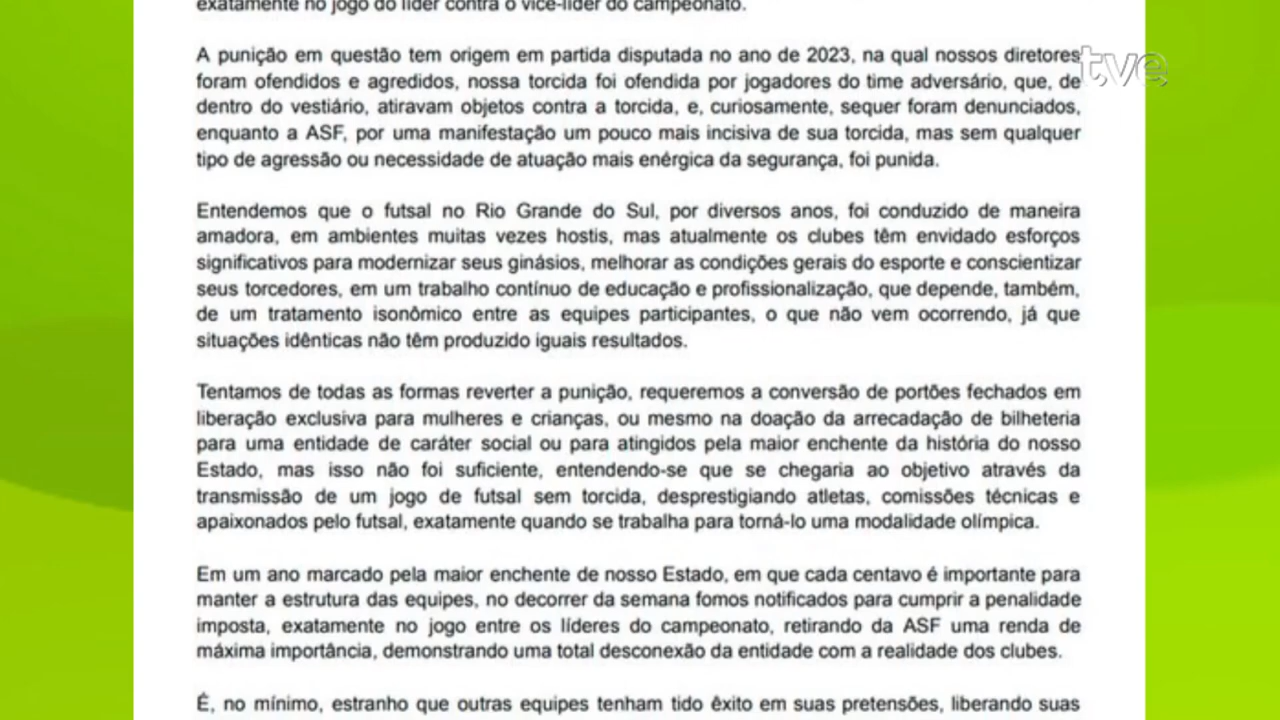 exatamente no jogo do líder contra o vice-líder do campeonato.
A punição em questão tem origem em partida disputada no ano de 2023, na qual nossos diretores
tve
foram ofendidos e agredidos, nossa torcida foi ofendida por jogadores do time adversário, que, de
dentro do vestiário, atiravam objetos contra a torcida, e, curiosamente, sequer foram denunciados,
enquanto a ASF, por uma manifestação um pouco mais incisiva de sua torcida, mas sem qualquer
tipo de agressão ou necessidade de atuação mais enérgica da segurança, foi punida.
Entendemos que o futsal no Rio Grande do Sul, por diversos anos, foi conduzido de maneira
amadora, em ambientes muitas vezes hostis, mas atualmente os clubes têm envidado esforços
significativos para modernizar seus ginásios, melhorar as condições gerais do esporte e conscientizar
seus torcedores, em um trabalho contínuo de educação e profissionalização, que depende, também,
de um tratamento isonômico entre as equipes participantes, o que não vem ocorrendo, já que
situações idênticas não têm produzido iguais resultados.
Tentamos de todas as formas reverter a punição, requeremos a conversão de portões fechados em
liberação exclusiva para mulheres e crianças, ou mesmo na doação da arrecadação de bilheteria
para uma entidade de caráter social ou para atingidos pela maior enchente da história do nosso
Estado, mas isso não foi suficiente, entendendo-se que se chegaria ao objetivo através da
transmissão de um jogo de futsal sem torcida, desprestigiando atletas, comissões técnicas e
apaixonados pelo futsal, exatamente quando se trabalha para torná-lo uma modalidade olímpica.
Em um ano marcado pela maior enchente de nosso Estado, em que cada centavo é importante para
manter a estrutura das equipes, no decorrer da semana fomos notificados para cumprir a penalidade
imposta, exatamente no jogo entre os líderes do campeonato, retirando da ASF uma renda de
máxima importância, demonstrando uma total desconexão da entidade com a realidade dos clubes.
É, no mínimo, estranho que outras equipes tenham tido êxito em suas pretensões, liberando suas